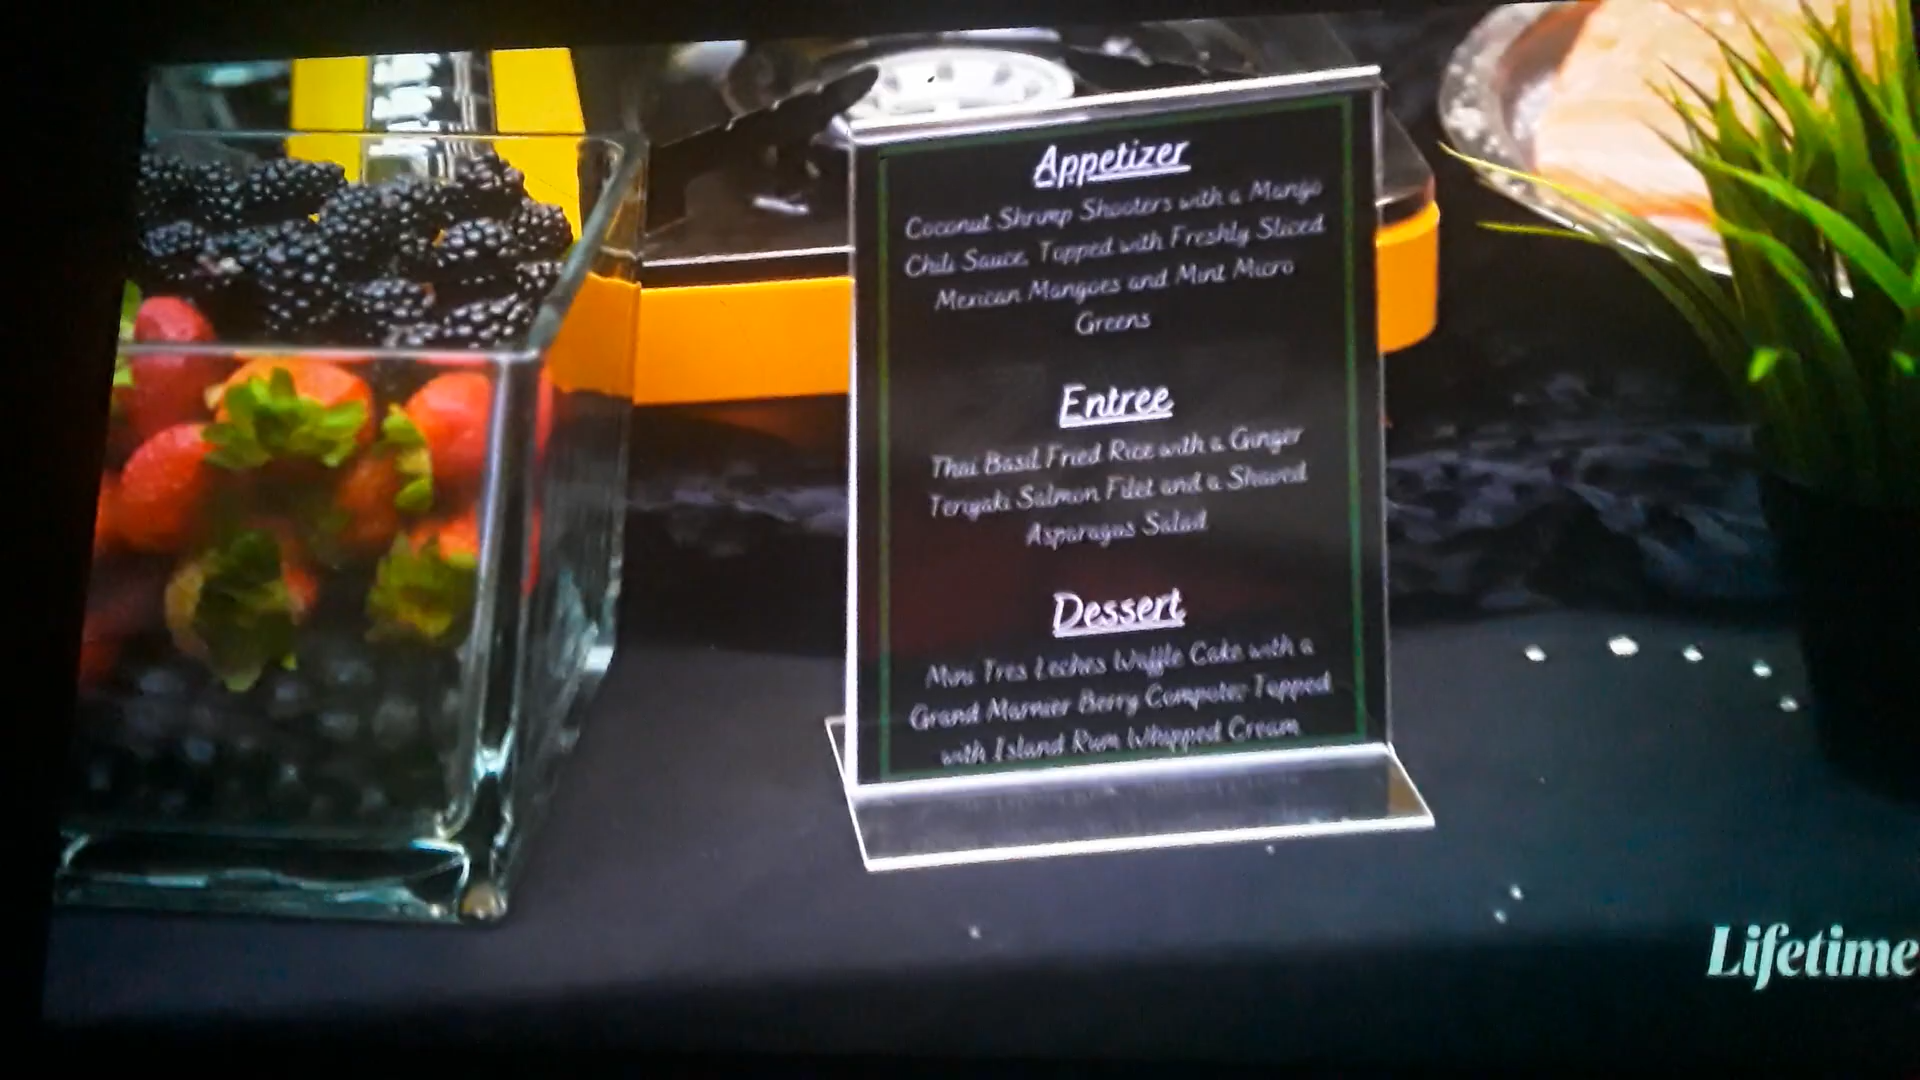 Appetizer
Coconut Shrimp Shooters with a Mango
Chili Sauce, Topped with Freshly Sliced
Mexican Mangoes and Mint Micro
Greens
Entree
Thai Basil Fried Rice with a Ginger
Teriyaki Salmon Filet and a Shaved
Asparagus Salad
Dessert
Mini Tres Leches Waffle Cake with a
Grand Marnier Berry Compote Topped
with Island Rum Whipped Cream
Lifetime